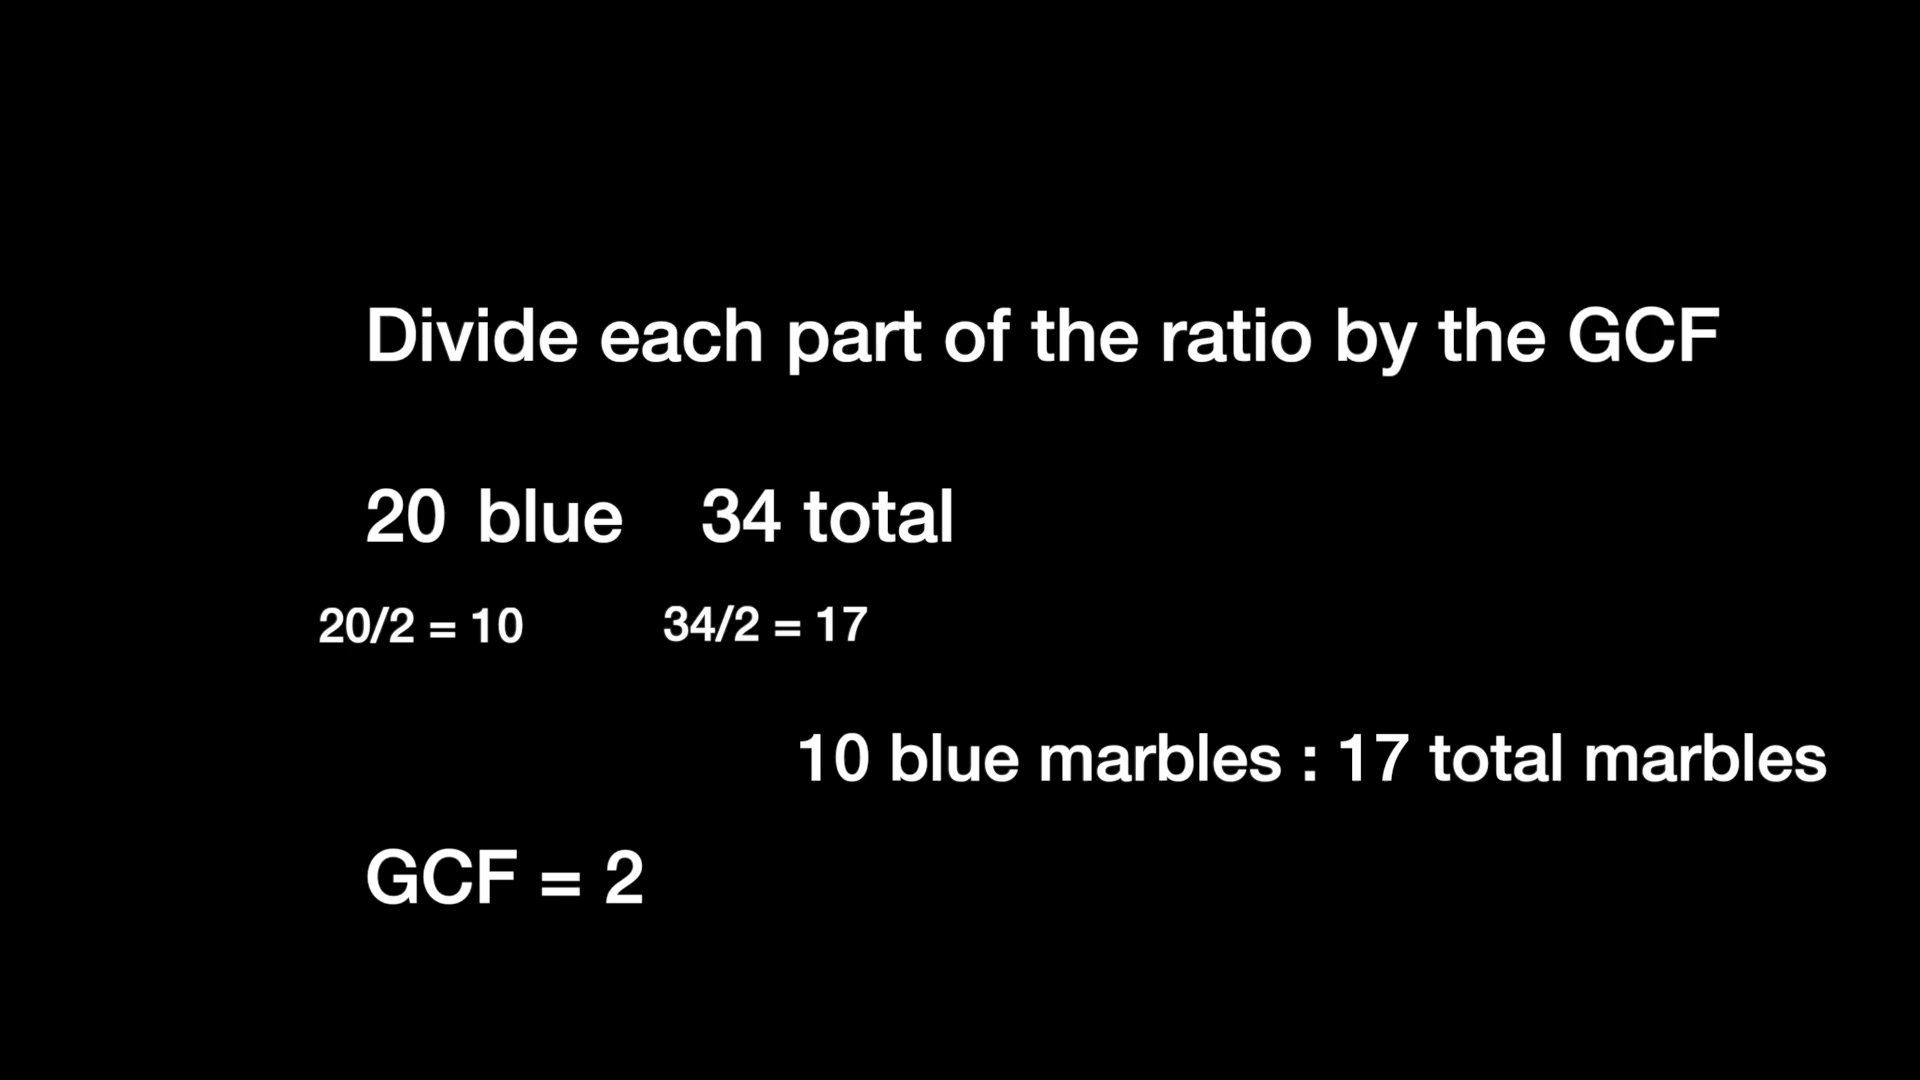 Divide each part of the ratio by the GCF
20 blue 34 total
20/2 = 10 34/2 = 17
10 blue marbles : 17 total marbles
GCF = 2